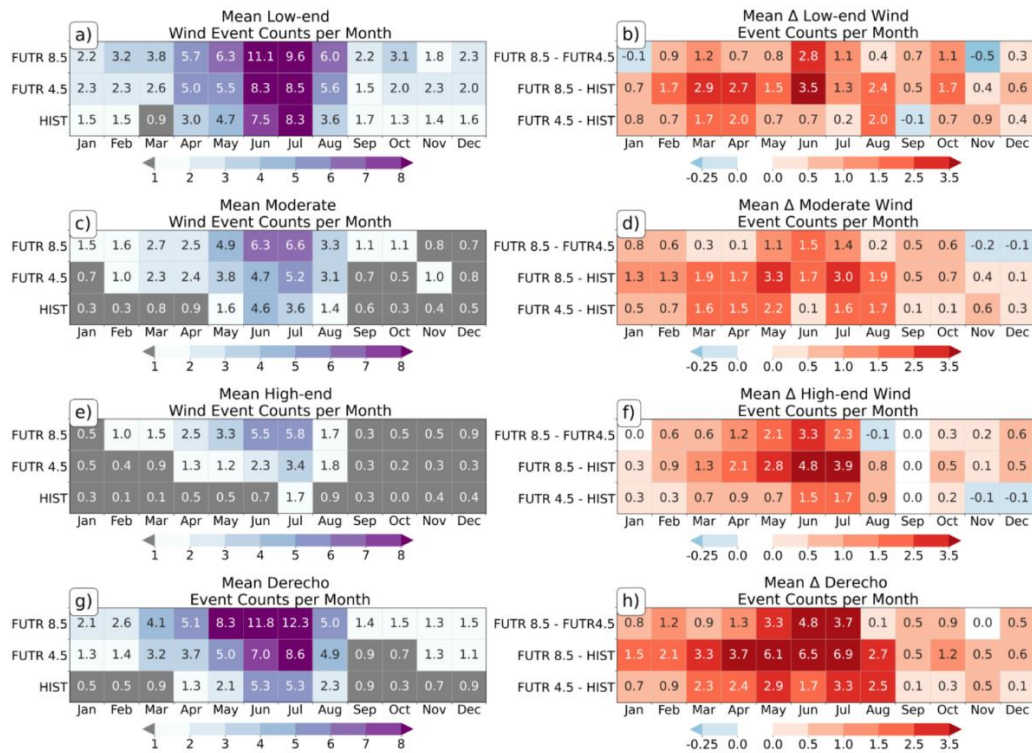 Mean Low-end
Wind Event Counts per Month
a)
FUTR 8.5 2.2 3.2 3.8 5.7 6.3 11.1 9.6 6.0 2.2 3.1 1.8 2.3
FUTR 4.5 2.3 2.3 2.6 5.0 5.5 8.3 8.5 5.6 1.5 2.0 2.3 2.0
HIST 1.5 1.5 0.9 3.0 4.7 7.5 8.3 3.6 1.7 1.3 1.4 1.6
Jan Feb Mar Apr May Jun Jul Aug Sep Oct Nov Dec
1 2 3 4 5 6 7 8
Mean Δ Low-end Wind
Event Counts per Month
b)
FUTR 8.5 - FUTR4.5 -0.1 0.9 1.2 0.7 0.8 2.8 1.1 0.4 0.7 1.1 -0.5 0.3
FUTR 8.5 - HIST 0.7 1.7 2.9 2.7 1.5 3.5 1.3 2.4 0.5 1.7 0.4 0.6
FUTR 4.5 - HIST 0.8 0.7 1.7 2.0 0.7 0.7 0.2 2.0 -0.1 0.7 0.9 0.4
Jan Feb Mar Apr May Jun Jul Aug Sep Oct Nov Dec
-0.25 0.0 0.0 0.5 1.0 1.5 2.5 3.5
Mean Moderate
Wind Event Counts per Month
c)
FUTR 8.5 1.5 1.6 2.7 2.5 4.9 6.3 6.6 3.3 1.1 1.1 0.8 0.7
FUTR 4.5 0.7 1.0 2.3 2.4 3.8 4.7 5.2 3.1 0.7 0.5 1.0 0.8
HIST 0.3 0.3 0.8 0.9 1.6 4.6 3.6 1.4 0.6 0.3 0.4 0.5
Jan Feb Mar Apr May Jun Jul Aug Sep Oct Nov Dec
1 2 3 4 5 6 7 8
Mean Δ Moderate Wind
Event Counts per Month
d)
FUTR 8.5 - FUTR4.5 0.8 0.6 0.3 0.1 1.1 1.5 1.4 0.2 0.5 0.6 -0.2 -0.1
FUTR 8.5 - HIST 1.3 1.3 1.9 1.7 3.3 1.7 3.0 1.9 0.5 0.7 0.4 0.1
FUTR 4.5 - HIST 0.5 0.7 1.6 1.5 2.2 0.1 1.6 1.7 0.1 0.1 0.6 0.3
Jan Feb Mar Apr May Jun Jul Aug Sep Oct Nov Dec
-0.25 0.0 0.0 0.5 1.0 1.5 2.5 3.5
Mean High-end
Wind Event Counts per Month
e)
FUTR 8.5 0.5 1.0 1.5 2.5 3.3 5.5 5.8 1.7 0.3 0.5 0.5 0.9
FUTR 4.5 0.5 0.4 0.9 1.3 1.2 2.3 3.4 1.8 0.3 0.2 0.3 0.3
HIST 0.3 0.1 0.1 0.5 0.5 0.7 1.7 0.9 0.3 0.0 0.4 0.4
Jan Feb Mar Apr May Jun Jul Aug Sep Oct Nov Dec
1 2 3 4 5 6 7 8
Mean Δ High-end Wind
Event Counts per Month
f)
FUTR 8.5 - FUTR4.5 0.0 0.6 0.6 1.2 2.1 3.3 2.3 -0.1 0.0 0.3 0.2 0.6
FUTR 8.5 - HIST 0.3 0.9 1.3 2.1 2.8 4.8 3.9 0.8 0.0 0.5 0.1 0.5
FUTR 4.5 - HIST 0.3 0.3 0.7 0.9 0.7 1.5 1.7 0.9 0.0 0.2 -0.1 -0.1
Jan Feb Mar Apr May Jun Jul Aug Sep Oct Nov Dec
-0.25 0.0 0.0 0.5 1.0 1.5 2.5 3.5
Mean Derecho
Event Counts per Month
g)
FUTR 8.5 2.1 2.6 4.1 5.1 8.3 11.8 12.3 5.0 1.4 1.5 1.3 1.5
FUTR 4.5 1.3 1.4 3.2 3.7 5.0 7.0 8.6 4.9 0.9 0.7 1.3 1.1
HIST 0.5 0.5 0.9 1.3 2.1 5.3 5.3 2.3 0.9 0.3 0.7 0.9
Jan Feb Mar Apr May Jun Jul Aug Sep Oct Nov Dec
1 2 3 4 5 6 7 8
Mean Δ Derecho
Event Counts per Month
h)
FUTR 8.5 - FUTR4.5 0.8 1.2 0.9 1.3 3.3 4.8 3.7 0.1 0.5 0.9 0.0 0.5
FUTR 8.5 - HIST 1.5 2.1 3.3 3.7 6.1 6.5 6.9 2.7 0.5 1.2 0.5 0.6
FUTR 4.5 - HIST 0.7 0.9 2.3 2.4 2.9 1.7 3.3 2.5 0.1 0.3 0.5 0.1
Jan Feb Mar Apr May Jun Jul Aug Sep Oct Nov Dec
-0.25 0.0 0.0 0.5 1.0 1.5 2.5 3.5